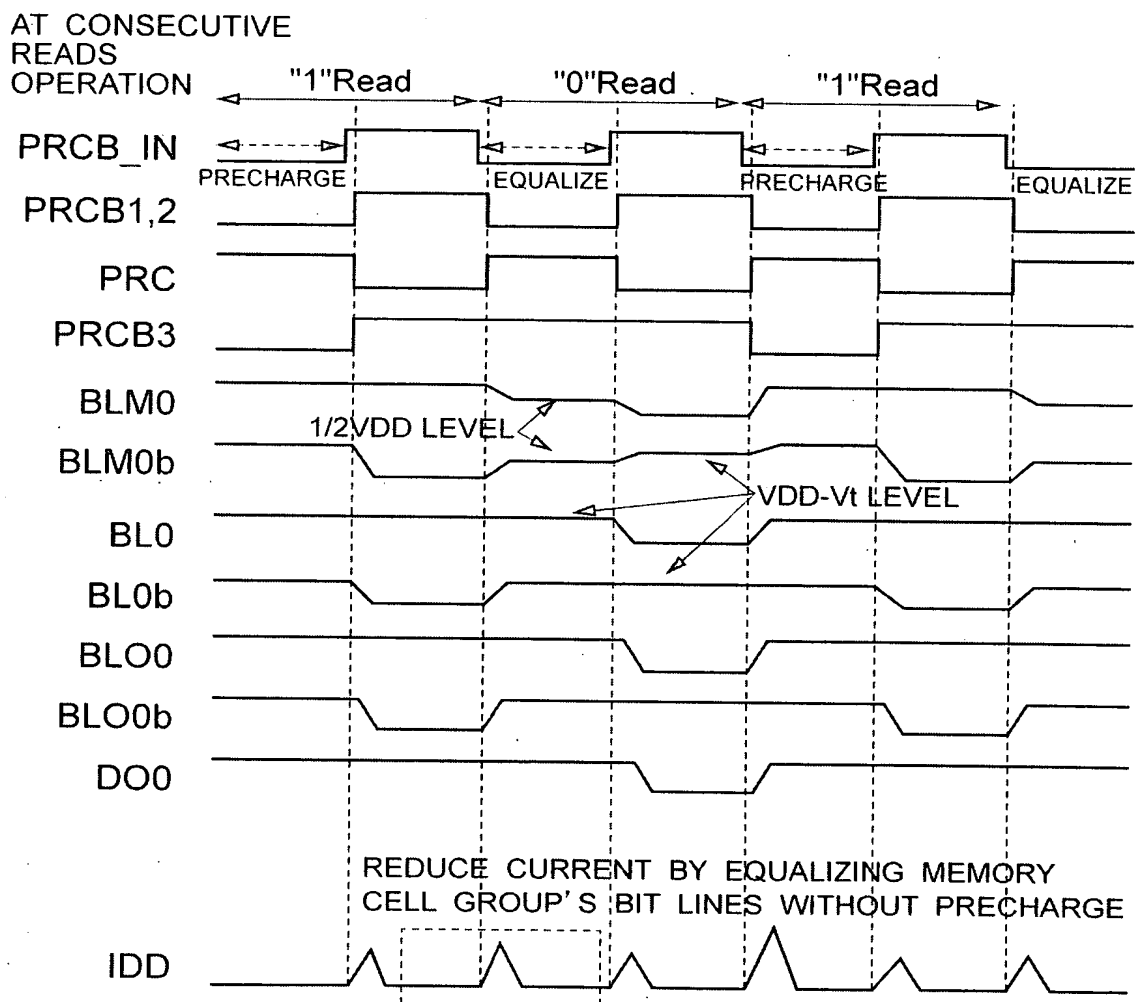 AT CONSECUTIVE
READS
OPERATION
"1"Read
"0"Read
"1"Read
PRCB_IN
PRECHARGE
EQUALIZE
PRECHARGE
EQUALIZE
PRCB1,2
PRC
PRCB3
BLM0
1/2VDD LEVEL
BLM0b
VDD-Vt LEVEL
BL0
BL0b
BLO0
BLO0b
DO0
REDUCE CURRENT BY EQUALIZING MEMORY
CELL GROUP'S BIT LINES WITHOUT PRECHARGE
IDD